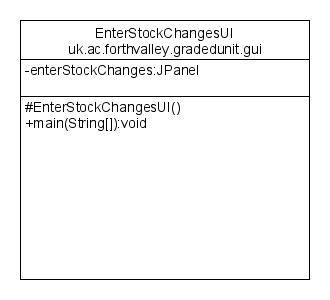 EnterStockChangesUI
uk.ac.forthvalley.gradedunit.gui
-enterStockChanges:JPanel
#EnterStockChangesUI()
+main(String[]):void